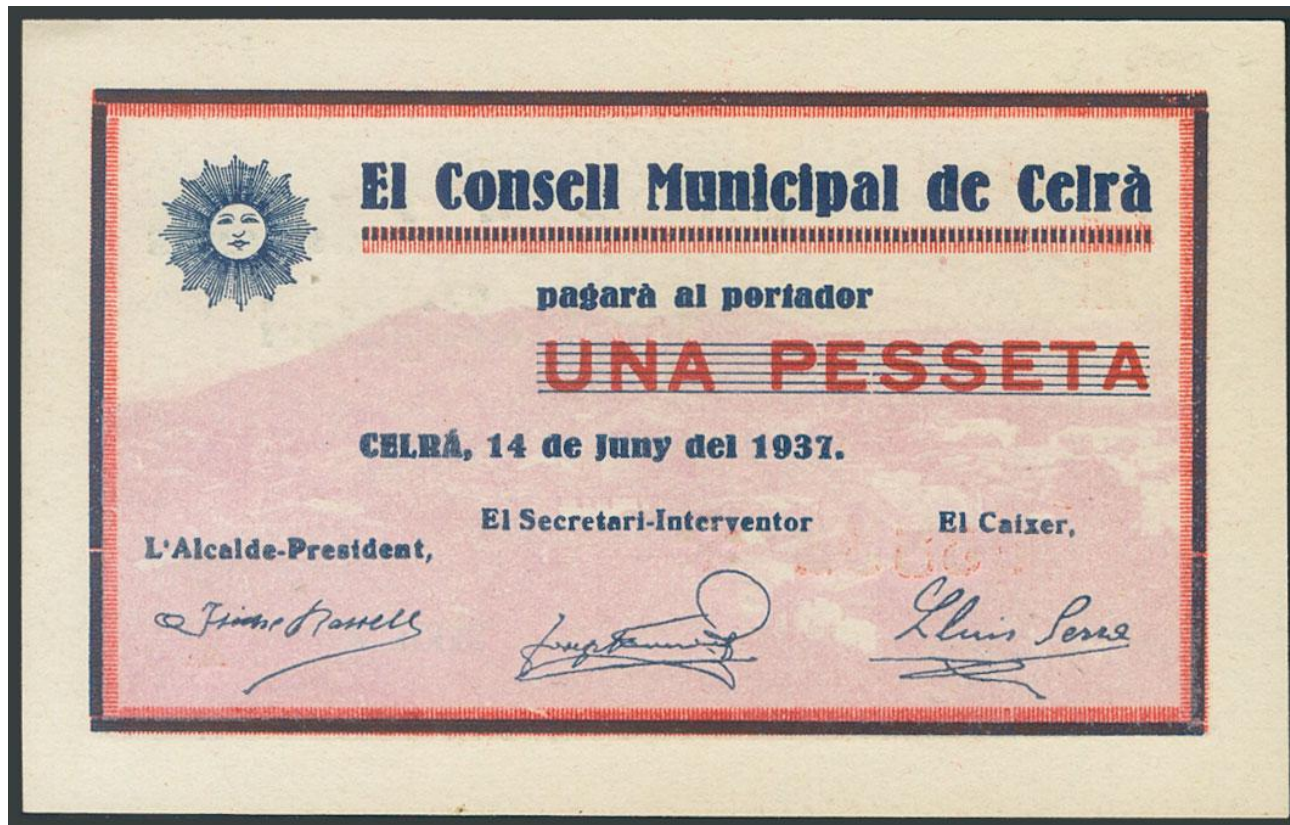 El Consell Municipal de Celrà
pagarà al portador
UNA PESSETA
CELRÁ, 14 de Juny del 1937.
El Secretari-Interventor
El Caixer,
L'Alcalde-President,
Lluis Serra